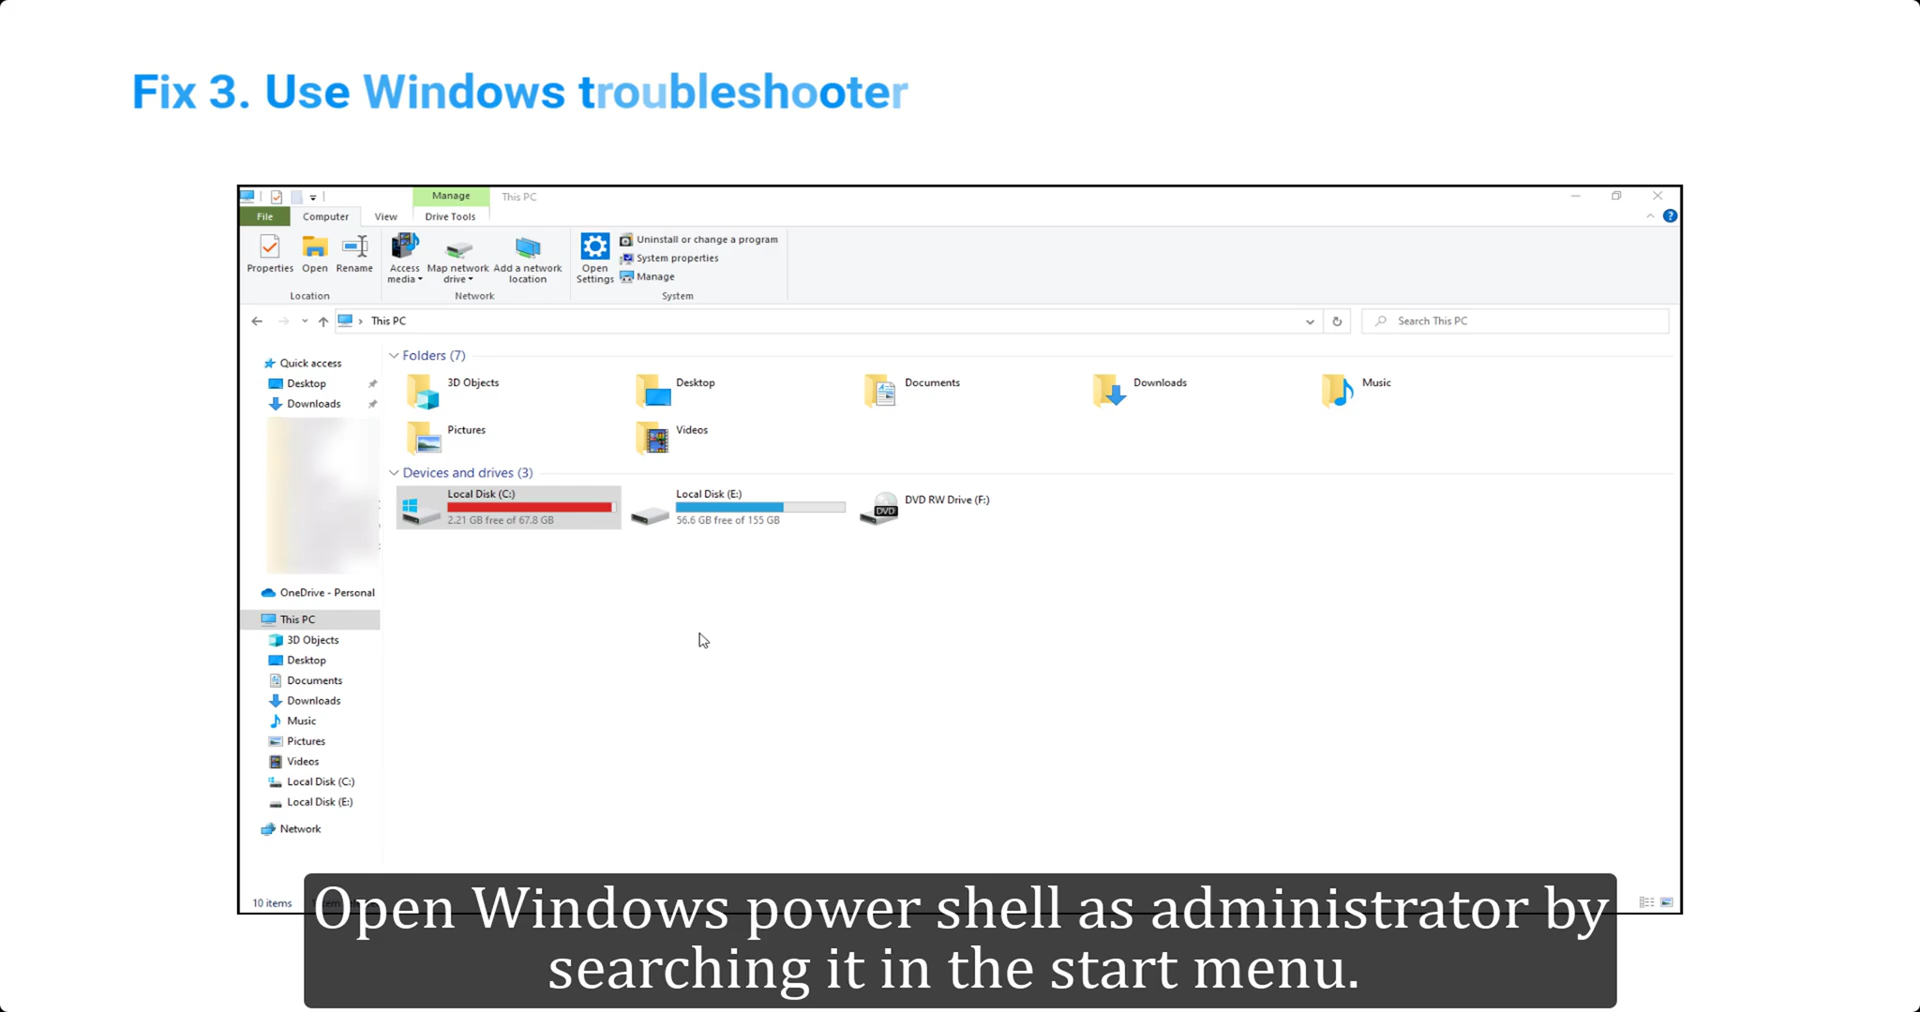 Fix 3. Use Windows troubleshooter
Manage
This PC
File
Computer
View
Drive Tools
Properties
Open
Rename
Access media
Map network drive
Add a network location
Open Settings
Uninstall or change a program
System properties
Manage
Location
Network
System
This PC
Search This PC
Quick access
Desktop
Downloads
OneDrive - Personal
This PC
3D Objects
Desktop
Documents
Downloads
Music
Pictures
Videos
Local Disk (C:)
Local Disk (E:)
Network
Folders (7)
3D Objects
Desktop
Documents
Downloads
Music
Pictures
Videos
Devices and drives (3)
Local Disk (C:)
2.21 GB free of 67.8 GB
Local Disk (E:)
56.6 GB free of 155 GB
DVD RW Drive (F:)
DVD
10 items
Open Windows power shell as administrator by
searching it in the start menu.